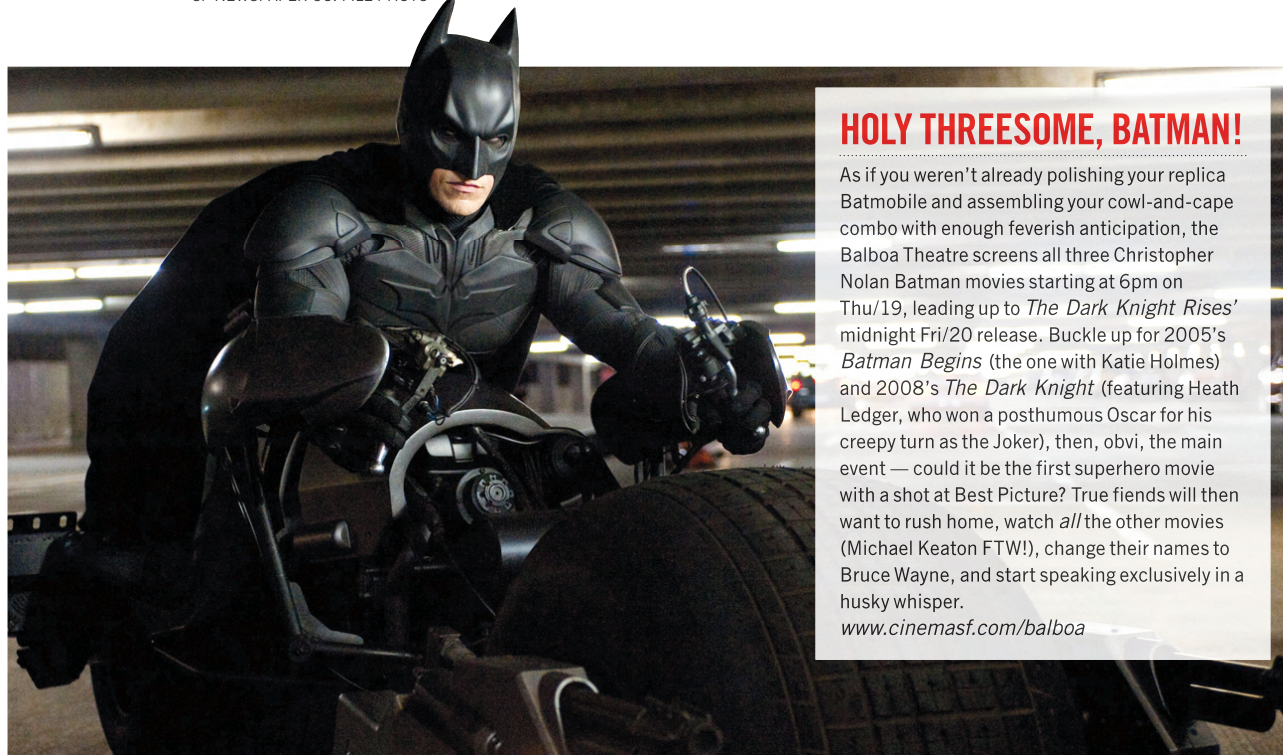 HOLY THREESOME, BATMAN!
As if you weren't already polishing your replica
Batmobile and assembling your cowl-and-cape
combo with enough feverish anticipation, the
Balboa Theatre screens all three Christopher
Nolan Batman movies starting at 6pm on
Thu/19, leading up to The Dark Knight Rises'
midnight Fri/20 release. Buckle up for 2005's
Batman Begins (the one with Katie Holmes)
and 2008's The Dark Knight (featuring Heath
Ledger, who won a posthumous Oscar for his
creepy turn as the Joker), then, obvi, the main
event — could it be the first superhero movie
with a shot at Best Picture? True fiends will then
want to rush home, watch all the other movies
(Michael Keaton FTW!), change their names to
Bruce Wayne, and start speaking exclusively in a
husky whisper.
www.cinemasf.com/balboa